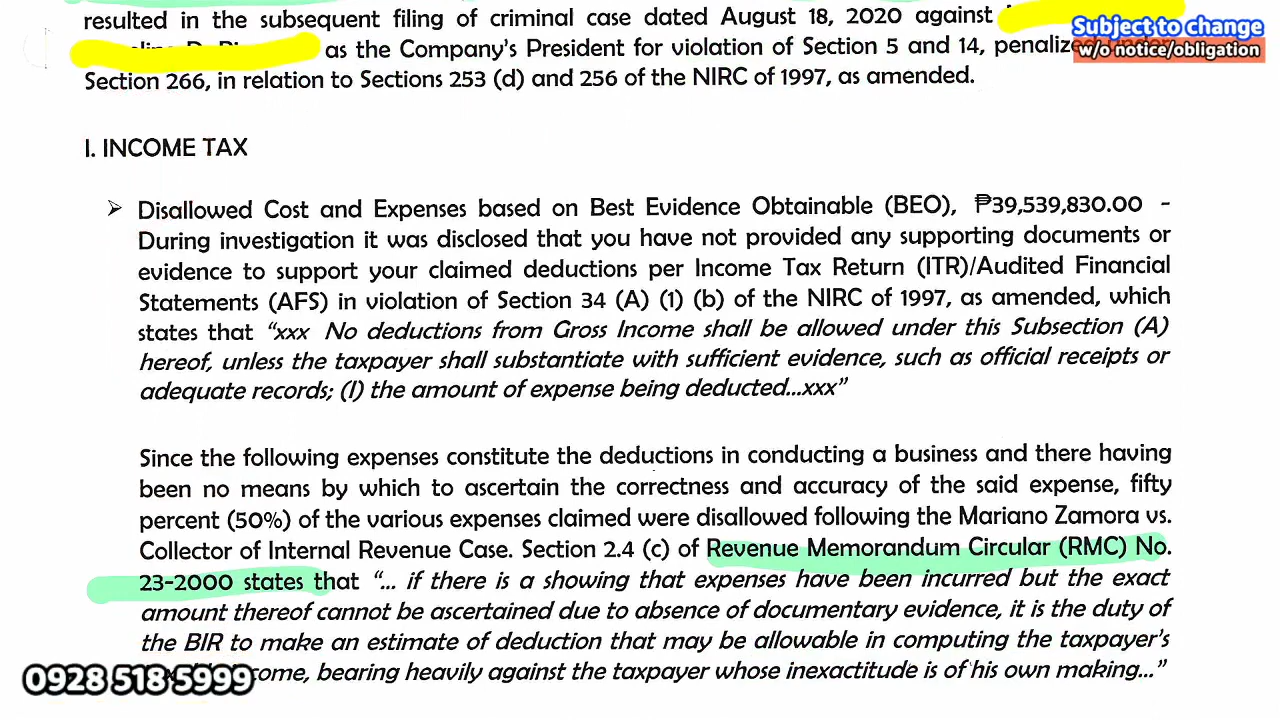 resulted in the subsequent filing of criminal case dated August 18, 2020 against
Subject to change
as the Company's President for violation of Section 5 and 14, penalized
w/o notice/obligation
Section 266, in relation to Sections 253 (d) and 256 of the NIRC of 1997, as amended.
I. INCOME TAX
➢ Disallowed Cost and Expenses based on Best Evidence Obtainable (BEO), ₱39,539,830.00 -
During investigation it was disclosed that you have not provided any supporting documents or
evidence to support your claimed deductions per Income Tax Return (ITR)/Audited Financial
Statements (AFS) in violation of Section 34 (A) (1) (b) of the NIRC of 1997, as amended, which
states that “xxx No deductions from Gross Income shall be allowed under this Subsection (A)
hereof, unless the taxpayer shall substantiate with sufficient evidence, such as official receipts or
adequate records; (I) the amount of expense being deducted...xxx”
Since the following expenses constitute the deductions in conducting a business and there having
been no means by which to ascertain the correctness and accuracy of the said expense, fifty
percent (50%) of the various expenses claimed were disallowed following the Mariano Zamora vs.
Collector of Internal Revenue Case. Section 2.4 (c) of Revenue Memorandum Circular (RMC) No.
23-2000 states that “... if there is a showing that expenses have been incurred but the exact
amount thereof cannot be ascertained due to absence of documentary evidence, it is the duty of
the BIR to make an estimate of deduction that may be allowable in computing the taxpayer's
come, bearing heavily against the taxpayer whose inexactitude is of his own making...”
0928 518 5999